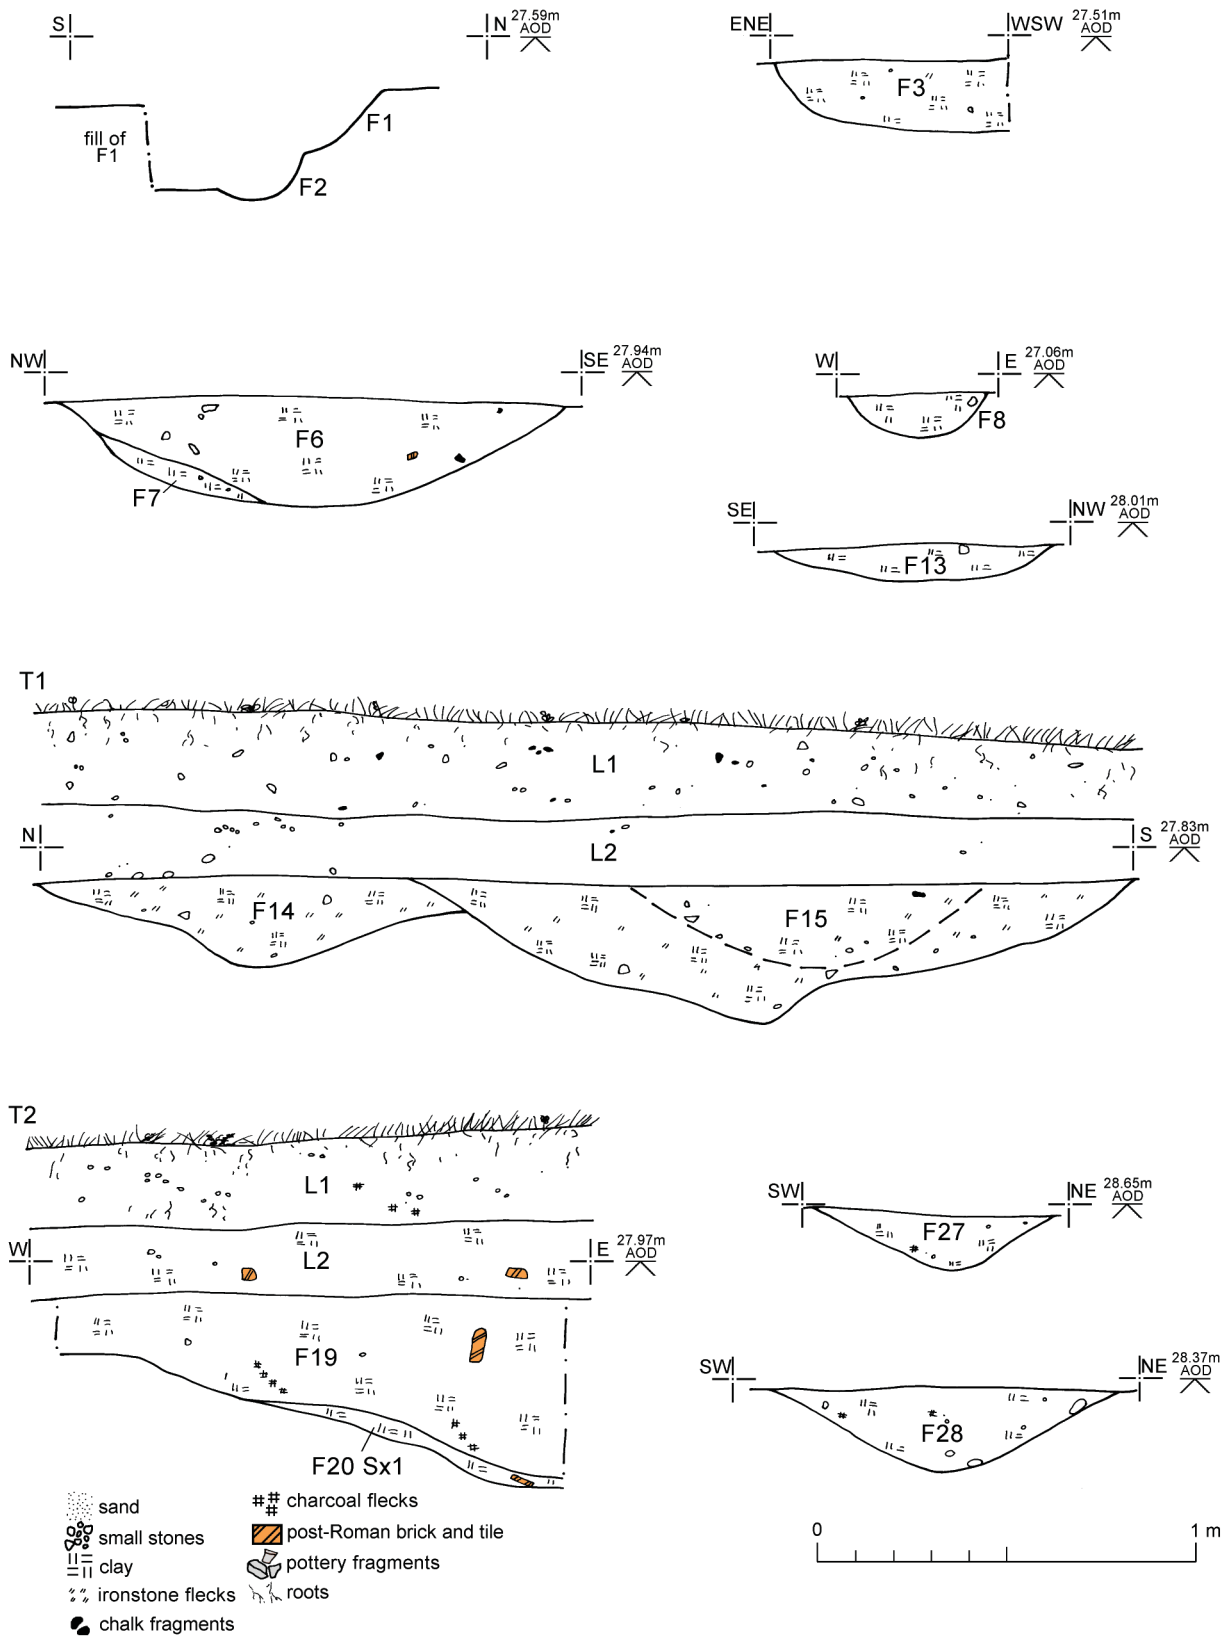 S
N
27.59m
AOD
fill of
F1
F1
F2
ENE
WSW
27.51m
AOD
F3
NW
SE
27.94m
AOD
F6
F7
W
E
27.06m
AOD
F8
SE
NW
28.01m
AOD
F13
T1
L1
N
L2
S
27.83m
AOD
F14
F15
T2
L1
W
L2
E
27.97m
AOD
F19
F20 Sx1
SW
NE
28.65m
AOD
F27
SW
NE
28.37m
AOD
F28
sand
small stones
clay
ironstone flecks
chalk fragments
charcoal flecks
post-Roman brick and tile
pottery fragments
roots
0
1 m